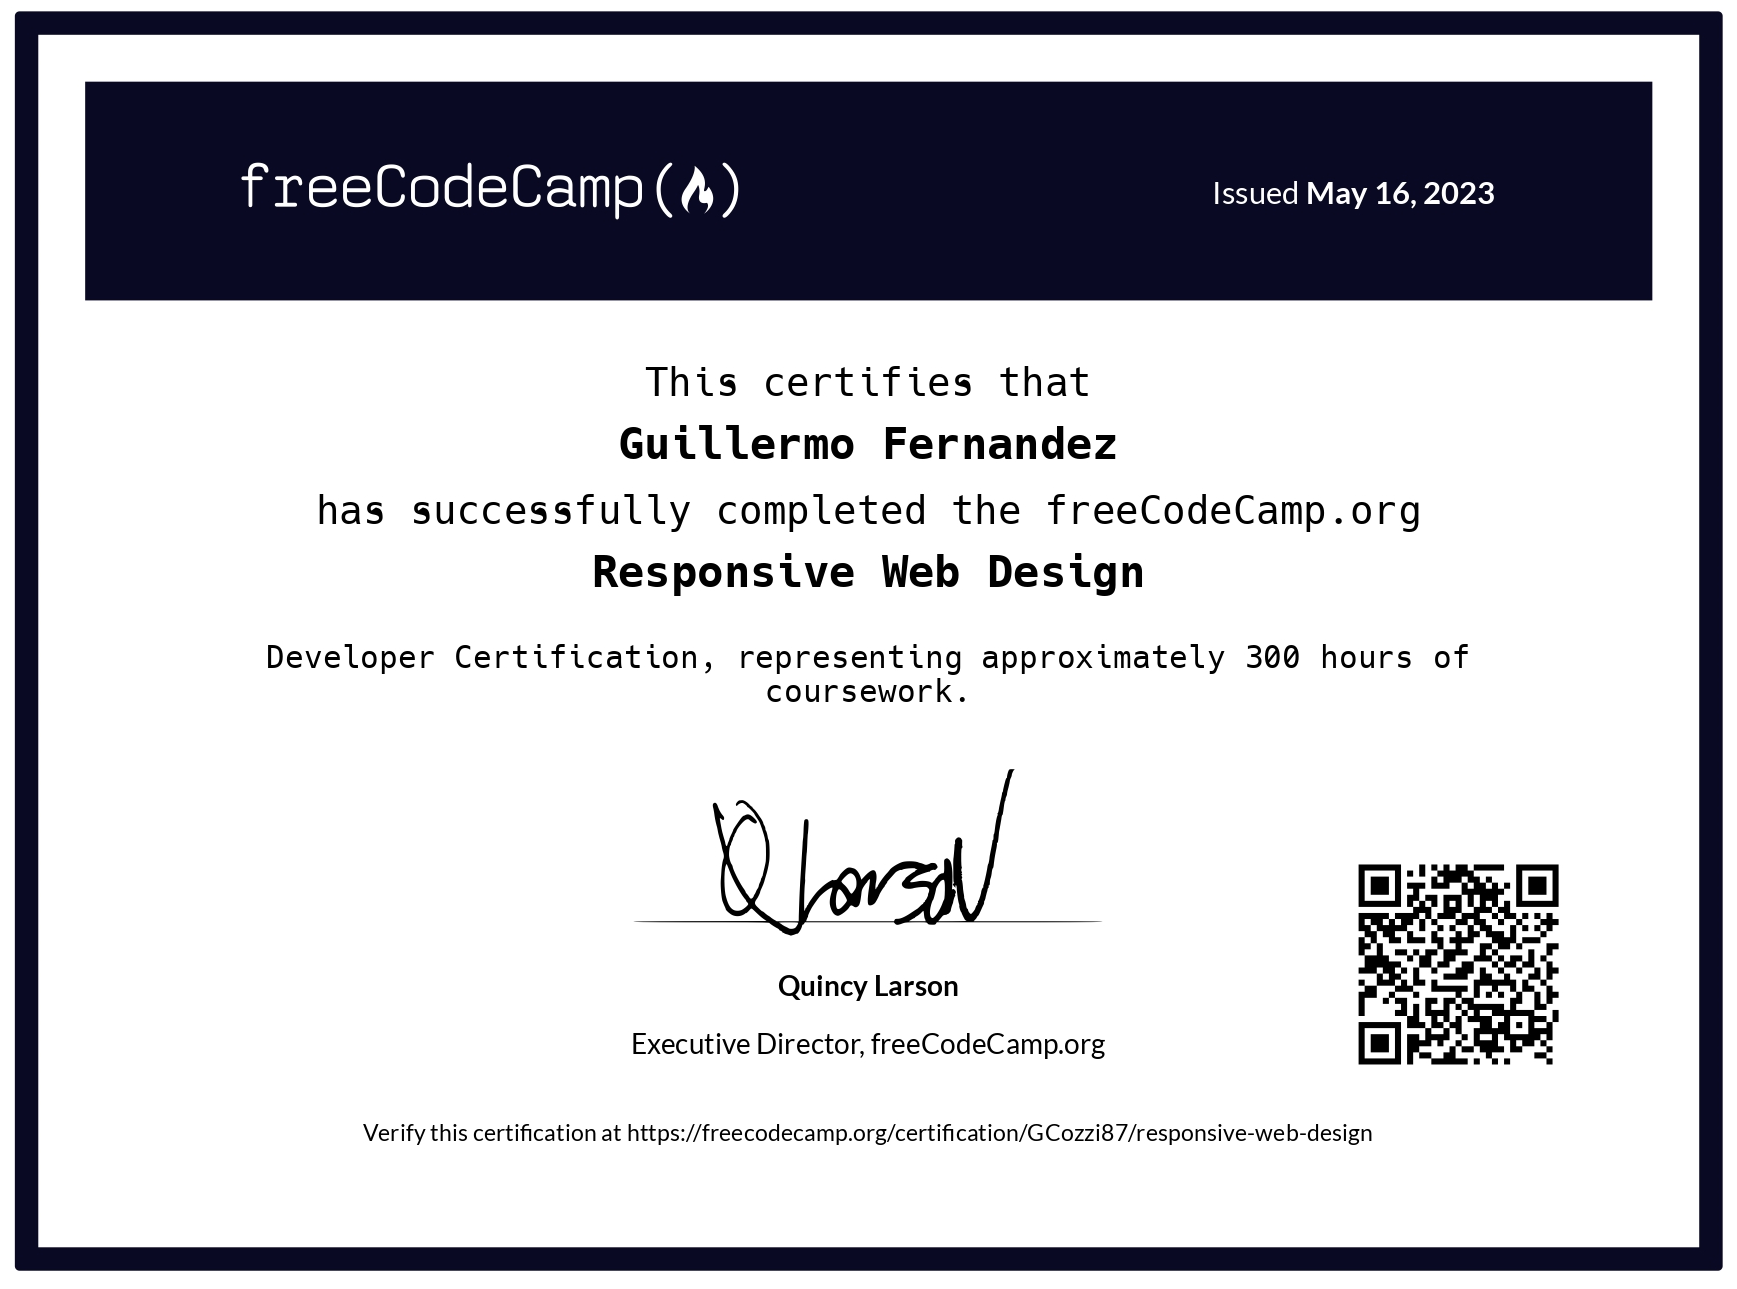 freeCodeCamp
Issued May 16, 2023
This certifies that
Guillermo Fernandez
has successfully completed the freeCodeCamp.org
Responsive Web Design
Developer Certification, representing approximately 300 hours of
coursework.
Q Larson
Quincy Larson
Executive Director, freeCodeCamp.org
Verify this certification at https://freecodecamp.org/certification/GCozzi87/responsive-web-design